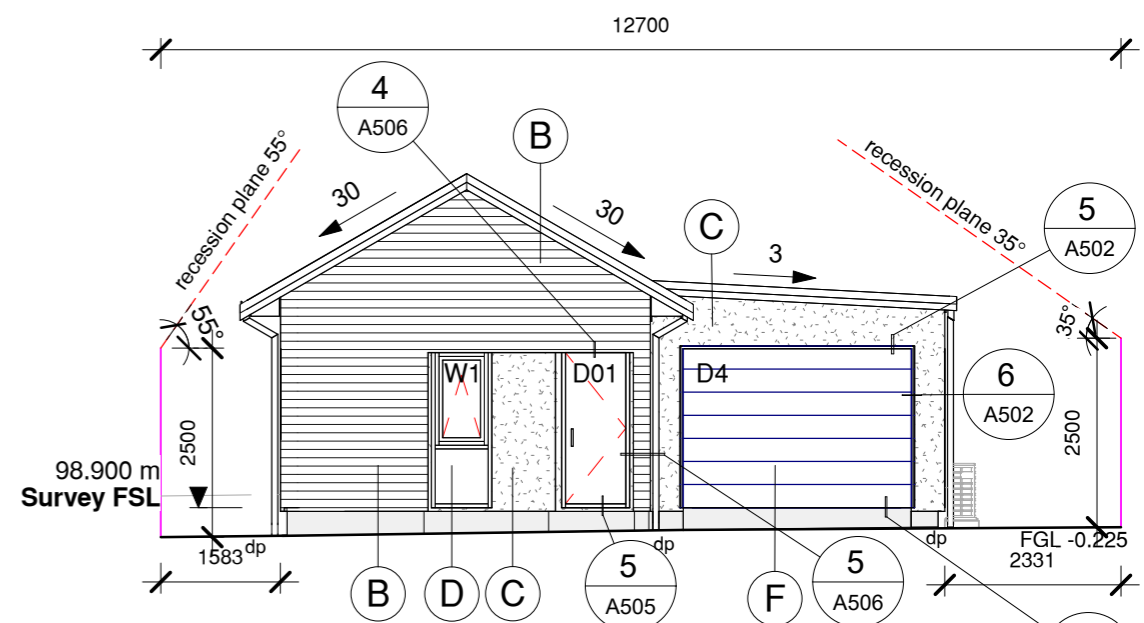 12700
4
A506
B
recession plane 55°
recession plane 35°
30
30
C
3
5
A502
55°
35°
W1
D01
D4
6
A502
2500
2500
98.900 m
Survey FSL
1583
dp
dp
dp
FGL -0.225
2331
B
D
C
5
A505
F
5
A506